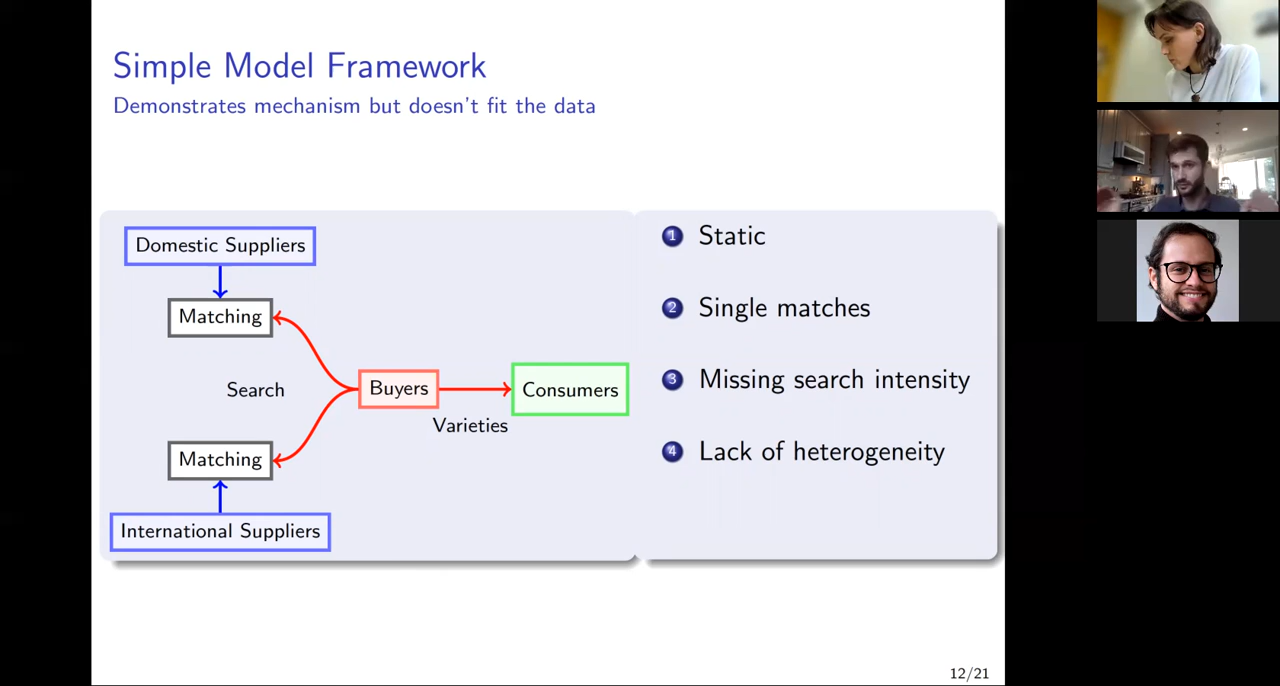 Simple Model Framework
Demonstrates mechanism but doesn't fit the data
Domestic Suppliers
Matching
Search
Buyers
Consumers
Varieties
Matching
International Suppliers
1 Static
2 Single matches
3 Missing search intensity
4 Lack of heterogeneity
12/21